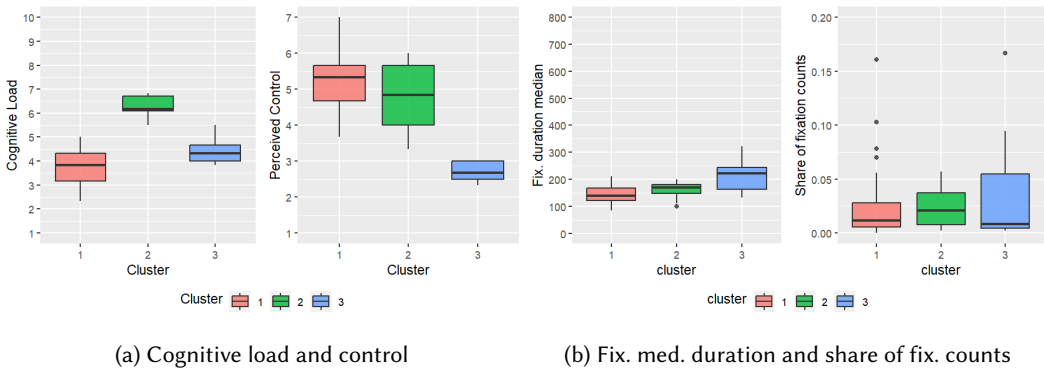 Cognitive Load
10
9
8
7
6
5
4
3
2
1
1 2 3
Cluster
Perceived Control
7
6
5
4
3
2
1
1 2 3
Cluster
Cluster 1 2 3
(a) Cognitive load and control
Fix. duration median
800
700
600
500
400
300
200
100
0
1 2 3
cluster
Share of fixation counts
0.20
0.15
0.10
0.05
0.00
1 2 3
cluster
cluster 1 2 3
(b) Fix. med. duration and share of fix. counts